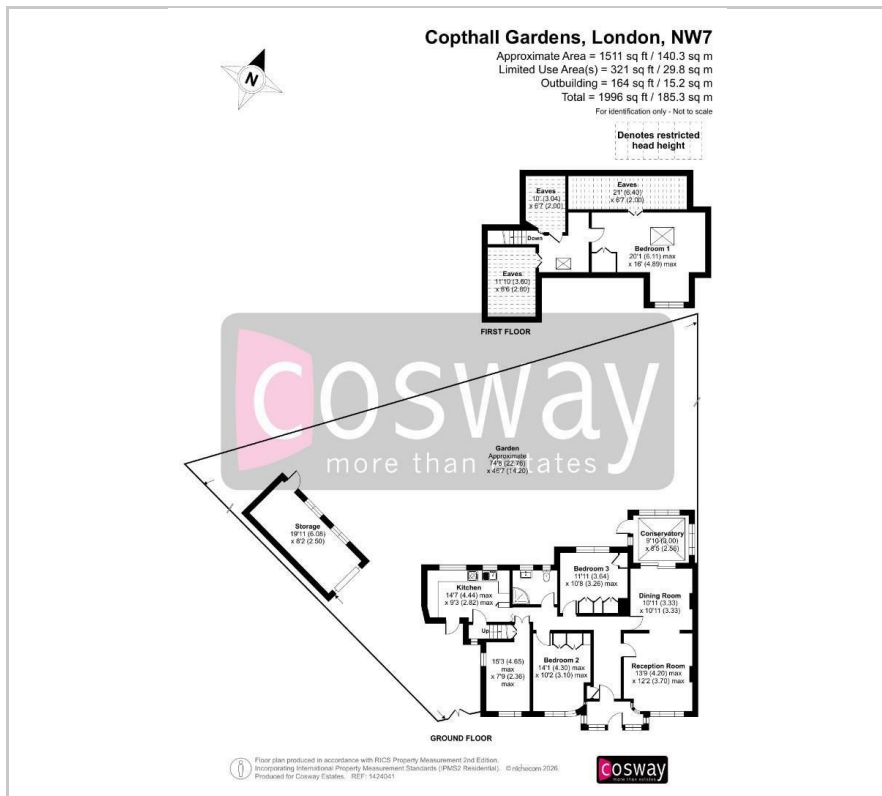 Copthall Gardens, London, NW7
Approximate Area = 1511 sq ft / 140.3 sq m
Limited Use Area(s) = 321 sq ft / 29.8 sq m
Outbuilding = 164 sq ft / 15.2 sq m
Total = 1996 sq ft / 185.3 sq m
For identification only - Not to scale
N
Denotes restricted
head height
Eaves
10' (3.04)
x 6'7 (2.00)
Eaves
21' (6.40)
x 6'7 (2.00)
Down
Bedroom 1
20'1 (6.11) max
x 16' (4.89) max
Eaves
11'10 (3.60)
x 8'6 (2.60)
FIRST FLOOR
cosway
more than estates
Garden
Approximate
74'8 (22.76)
x 46'7 (14.20)
Storage
19'11 (6.08)
x 8'2 (2.50)
Conservatory
9'10 (3.00)
x 8'5 (2.56)
Kitchen
14'7 (4.44) max
x 9'3 (2.82) max
Bedroom 3
11'11 (3.64)
x 10'8 (3.26) max
Dining Room
10'11 (3.33)
x 10'11 (3.33)
Up
15'3 (4.65)
max
x 7'9 (2.36)
max
Bedroom 2
14'1 (4.30) max
x 10'2 (3.10) max
Reception Room
13'9 (4.20) max
x 12'2 (3.70) max
GROUND FLOOR
Floor plan produced in accordance with RICS Property Measurement 2nd Edition,
Incorporating International Property Measurement Standards (IPMS2 Residential). © nichecom 2026.
Produced for Cosway Estates. REF: 1424041
cosway
more than estates